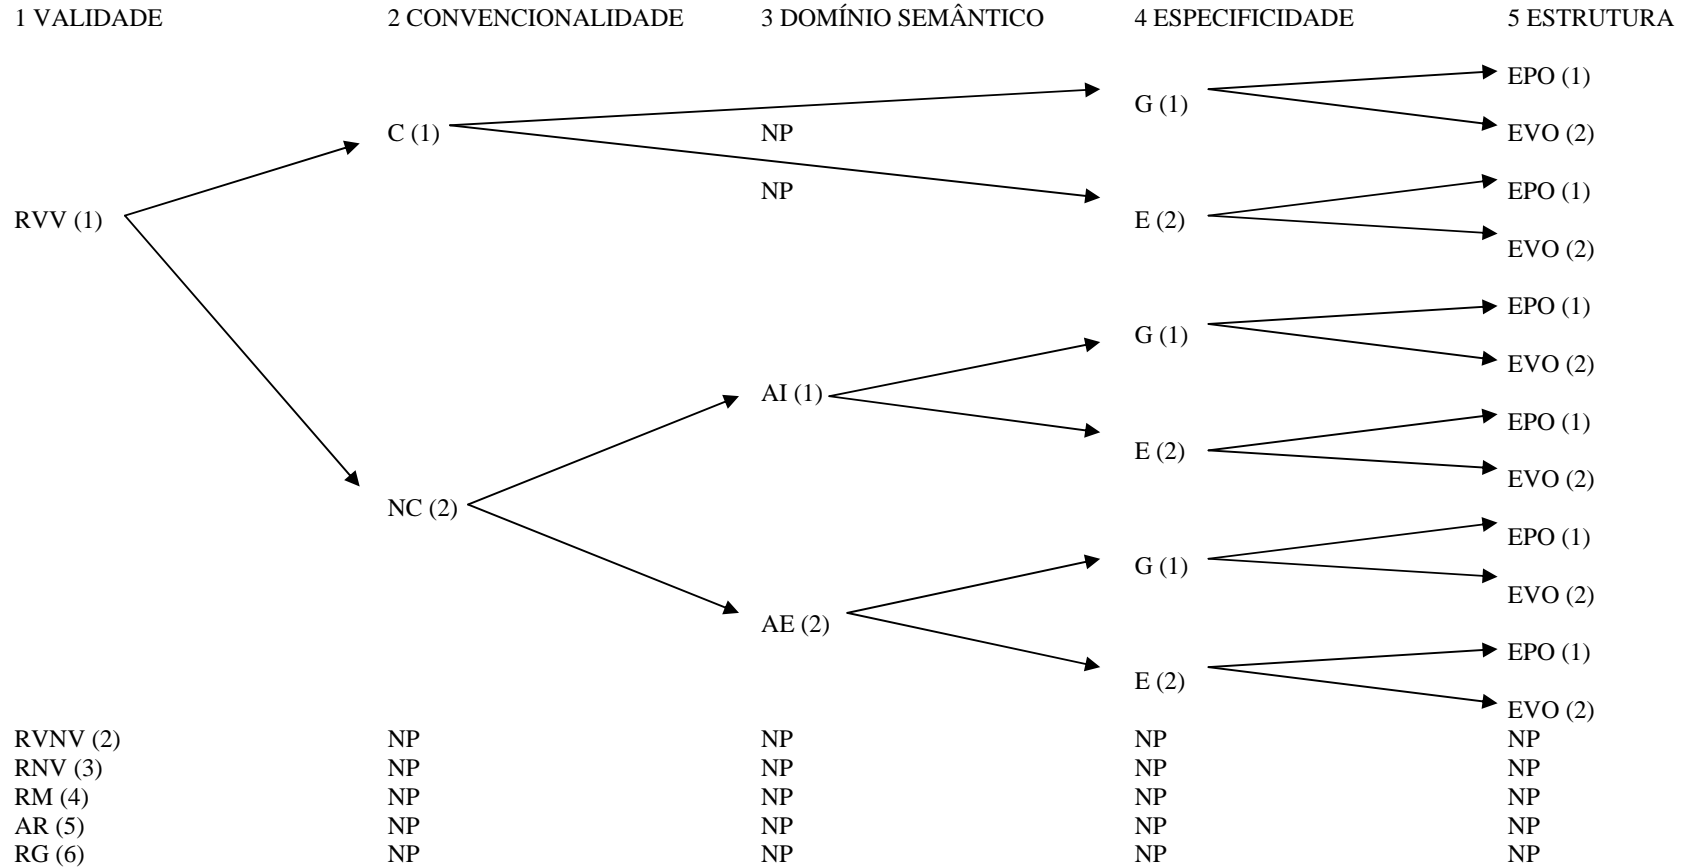 1 VALIDADE 2 CONVENCIONALIDADE 3 DOMÍNIO SEMÂNTICO 4 ESPECIFICIDADE 5 ESTRUTURA
EPO (1)
G (1)
C (1) NP EVO (2)
NP EPO (1)
RVV (1) E (2)
EVO (2)
EPO (1)
G (1)
EVO (2)
AI (1)
EPO (1)
E (2)
EVO (2)
NC (2)
EPO (1)
G (1)
EVO (2)
AE (2)
EPO (1)
E (2)
EVO (2)
RVNV (2) NP NP NP NP
RNV (3) NP NP NP NP
RM (4) NP NP NP NP
AR (5) NP NP NP NP
RG (6) NP NP NP NP